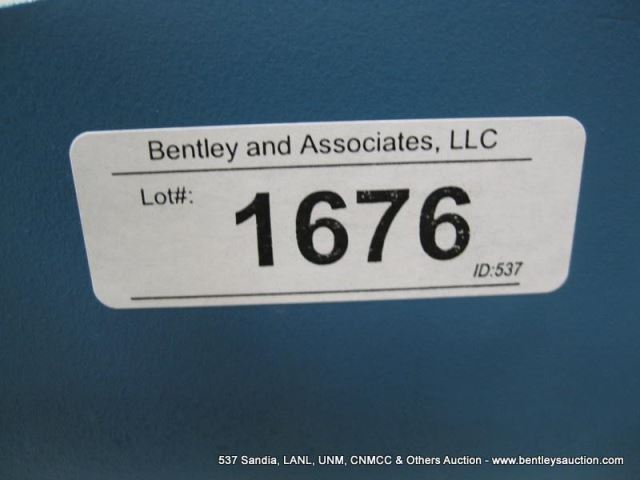 Bentley and Associates, LLC
Lot#:
1676
ID:537
537 Sandia, LANL, UNM, CNMCC & Others Auction - www.bentleysauction.com